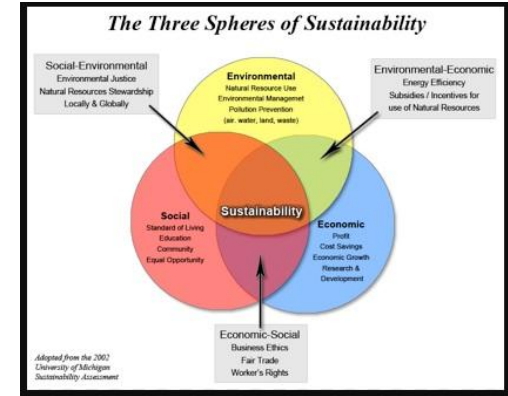 The Three Spheres of Sustainability
Social-Environmental
Environmental Justice
Natural Resources Stewardship
Locally & Globally
Environmental
Natural Resource Use
Environmental Managemet
Pollution Prevention
(air, water, land, waste)
Environmental-Economic
Energy Efficiency
Subsidies / Incentives for
use of Natural Resources
Social
Standard of Living
Education
Community
Equal Opportunity
Sustainability
Economic
Profit
Cost Savings
Economic Growth
Research &
Development
Economic-Social
Business Ethics
Fair Trade
Worker's Rights
Adopted from the 2002
University of Michigan
Sustainability Assessment